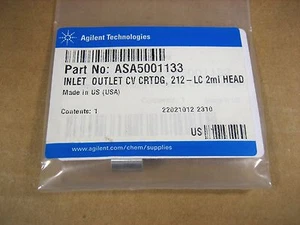 Agilent Technologies
Part No: ASA5001133
INLET OUTLET CV CRTDG, 212-LC 2ml HEAD
Made in US (USA)
Contents: 1 22021012 2310
US
www.agilent.com/chem/supplies